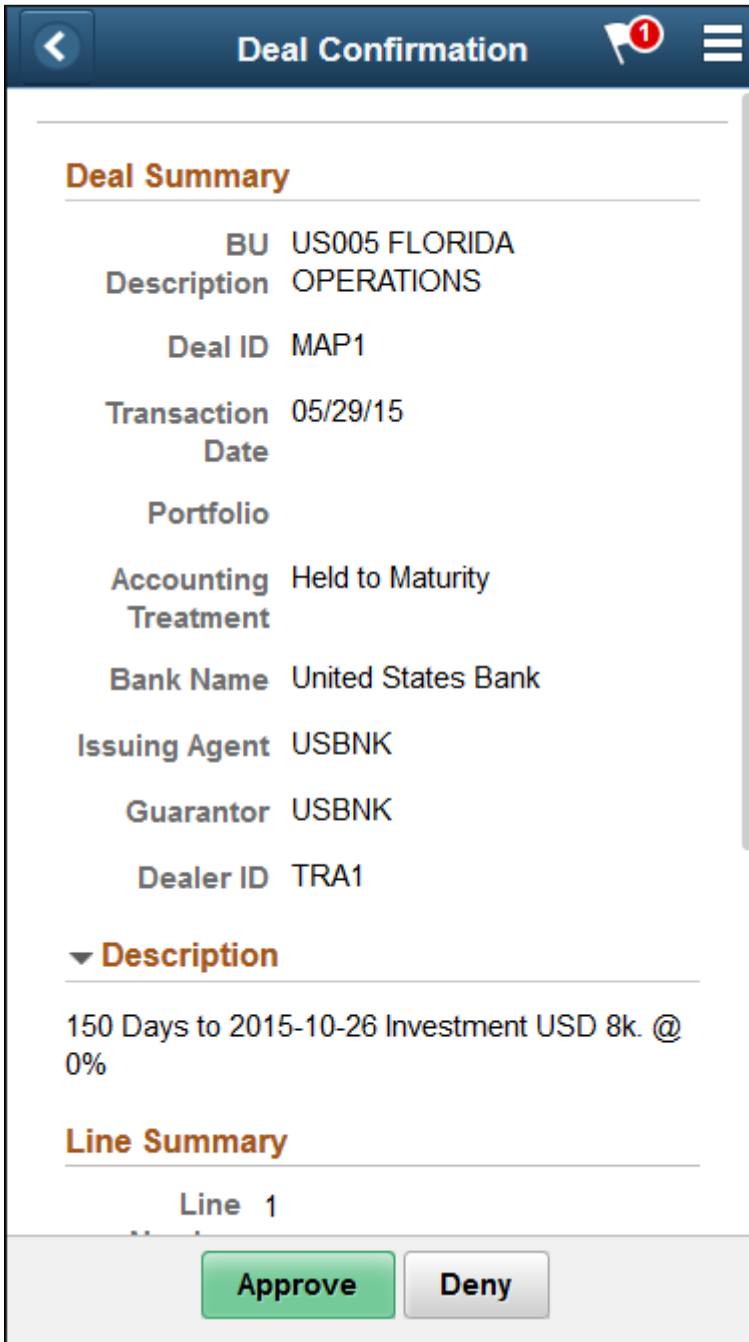 Deal Confirmation 1
Deal Summary
BU US005 FLORIDA
Description OPERATIONS
Deal ID MAP1
Transaction 05/29/15
Date
Portfolio
Accounting Held to Maturity
Treatment
Bank Name United States Bank
Issuing Agent USBNK
Guarantor USBNK
Dealer ID TRA1
Description
150 Days to 2015-10-26 Investment USD 8k. @
0%
Line Summary
Line 1
Approve Deny